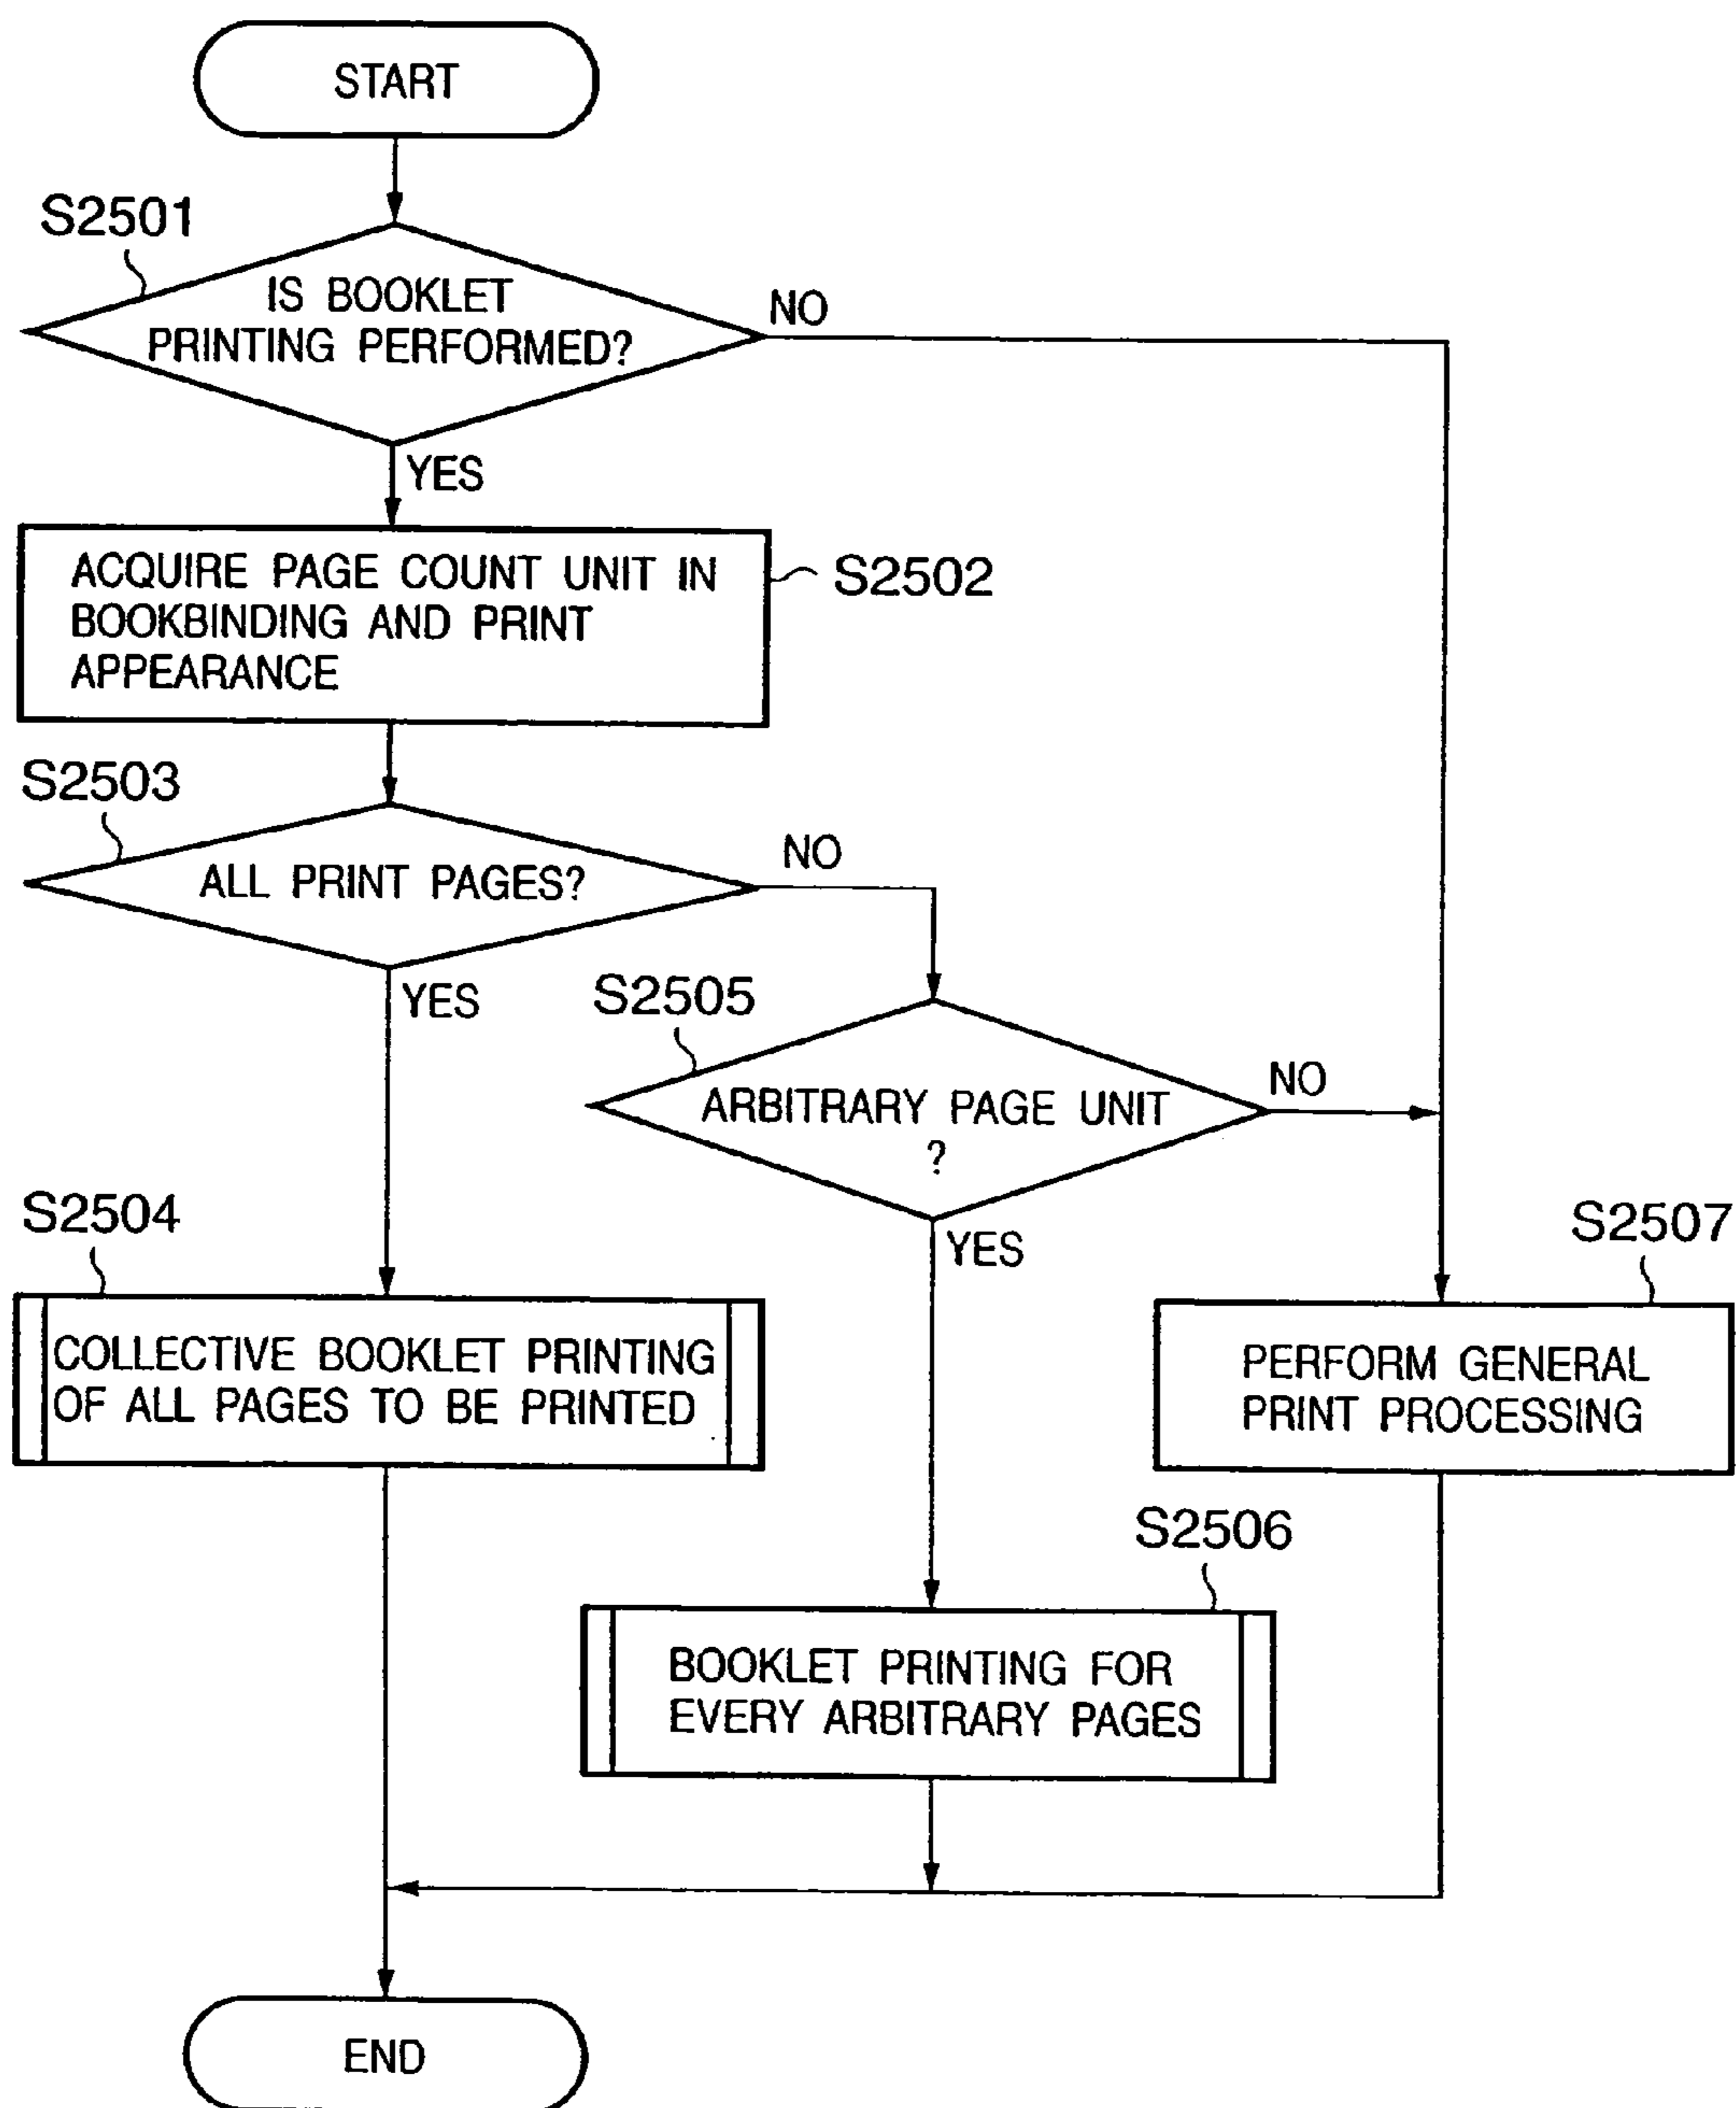 START
S2501
IS BOOKLET
PRINTING PERFORMED?
NO
YES
ACQUIRE PAGE COUNT UNIT IN
BOOKBINDING AND PRINT
APPEARANCE
S2502
S2503
ALL PRINT PAGES?
NO
YES
S2505
ARBITRARY PAGE UNIT
?
NO
YES
S2504
COLLECTIVE BOOKLET PRINTING
OF ALL PAGES TO BE PRINTED
S2507
PERFORM GENERAL
PRINT PROCESSING
S2506
BOOKLET PRINTING FOR
EVERY ARBITRARY PAGES
END